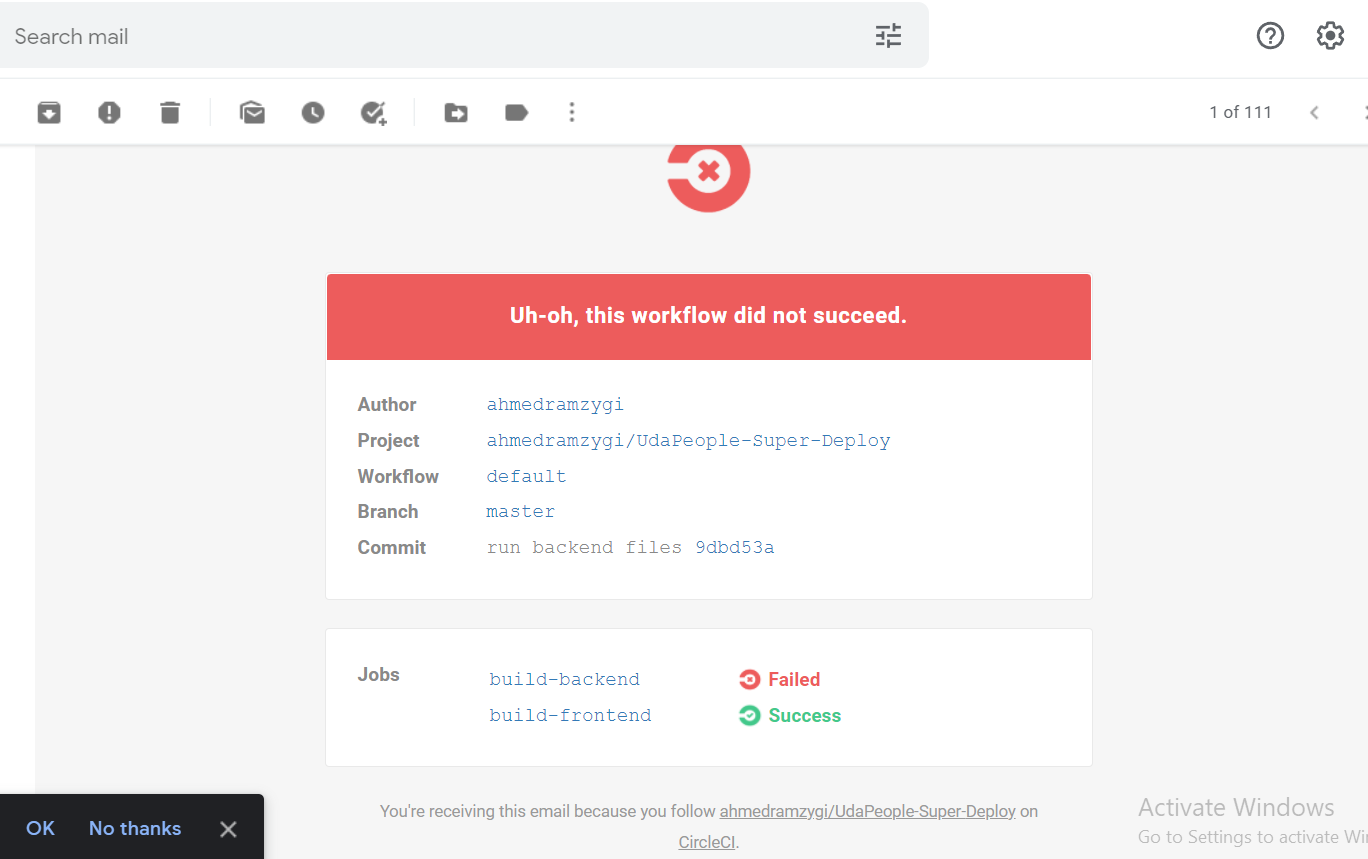 Search mail
1 of 111
Uh-oh, this workflow did not succeed.
Author ahmedramzygi
Project ahmedramzygi/UdaPeople-Super-Deploy
Workflow default
Branch master
Commit run backend files 9dbd53a
Jobs build-backend Failed
build-frontend Success
You're receiving this email because you follow ahmedramzygi/UdaPeople-Super-Deploy on
CircleCI.
OK No thanks
Activate Windows
Go to Settings to activate